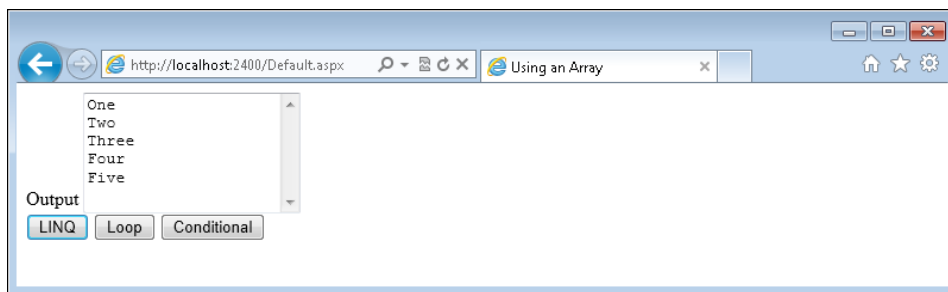 http://localhost:2400/Default.aspx
Using an Array
One
Two
Three
Four
Five
Output
LINQ Loop Conditional